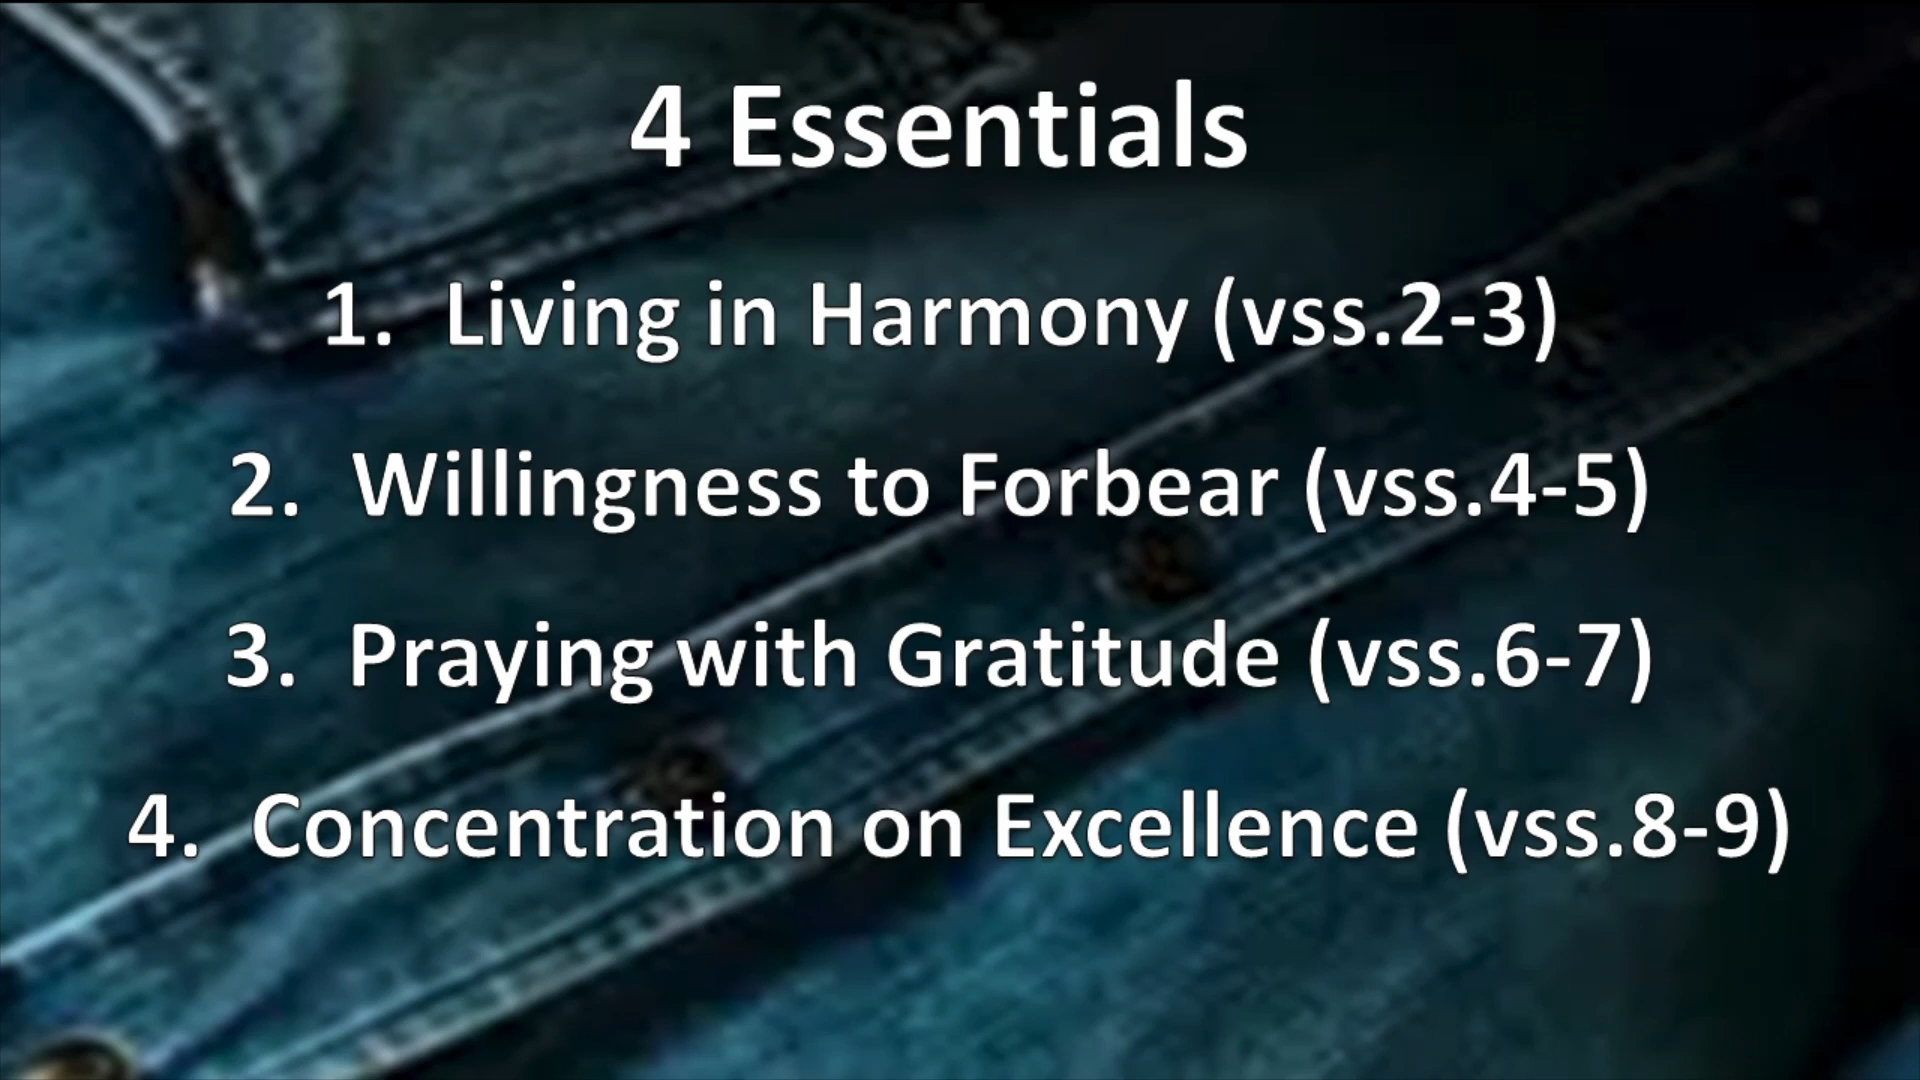 4 Essentials
1. Living in Harmony (vss.2-3)
2. Willingness to Forbear (vss.4-5)
3. Praying with Gratitude (vss.6-7)
4. Concentration on Excellence (vss.8-9)